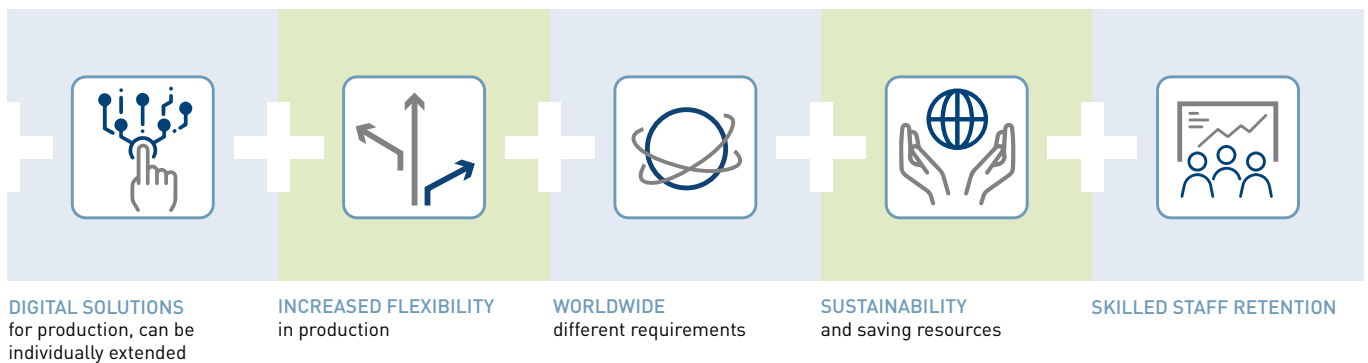 DIGITAL SOLUTIONS
for production, can be
individually extended
INCREASED FLEXIBILITY
in production
WORLDWIDE
different requirements
SUSTAINABILITY
and saving resources
SKILLED STAFF RETENTION